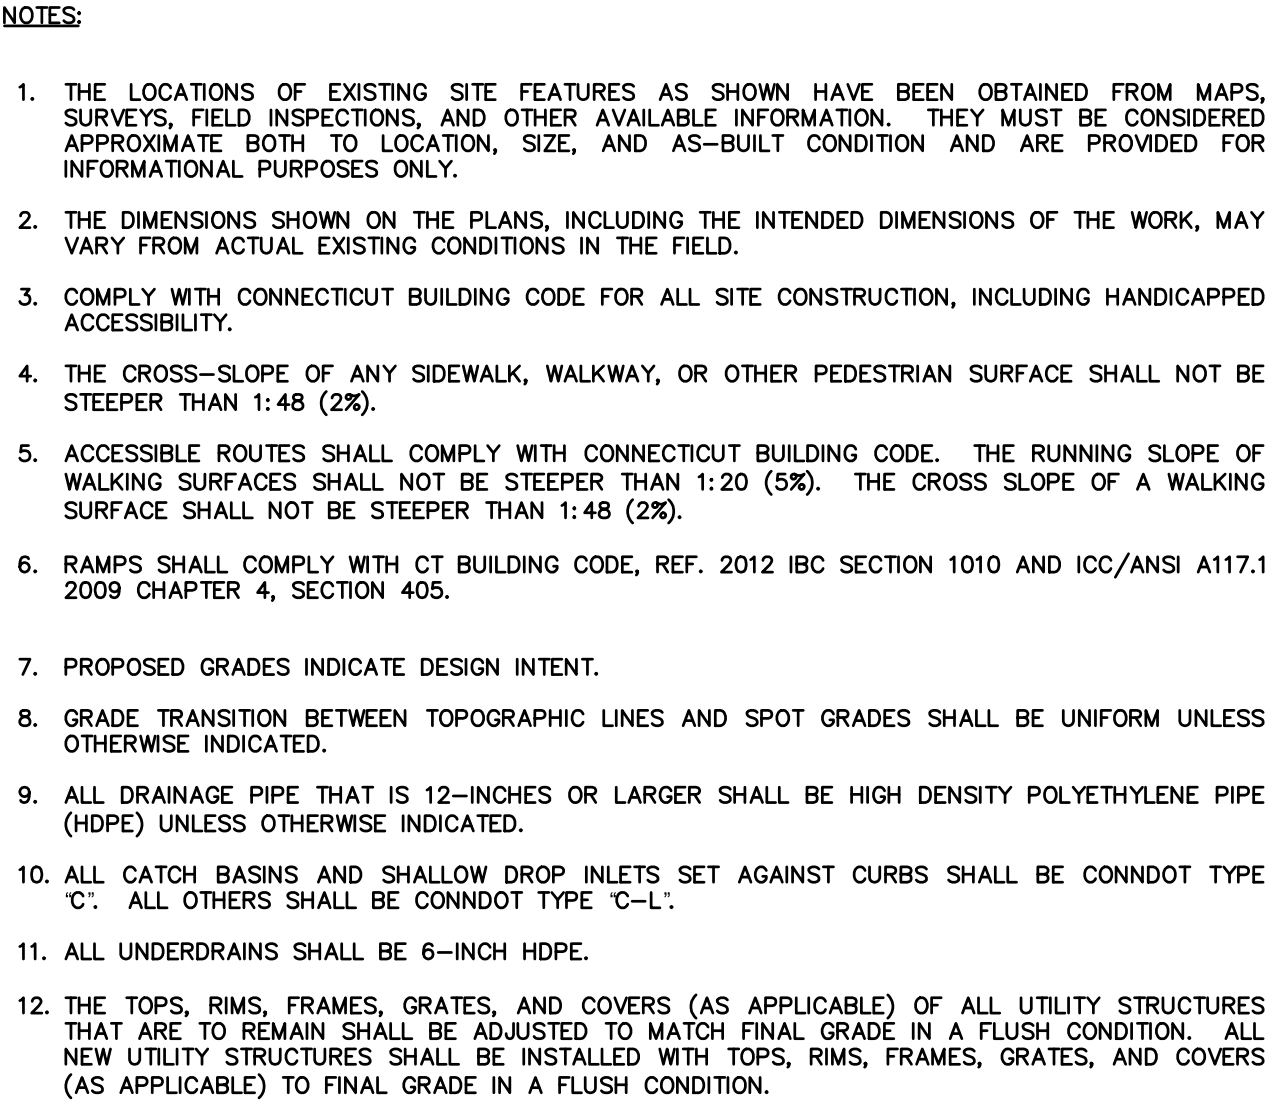 NOTES:
1. THE LOCATIONS OF EXISTING SITE FEATURES AS SHOWN HAVE BEEN OBTAINED FROM MAPS,
SURVEYS, FIELD INSPECTIONS, AND OTHER AVAILABLE INFORMATION. THEY MUST BE CONSIDERED
APPROXIMATE BOTH TO LOCATION, SIZE, AND AS-BUILT CONDITION AND ARE PROVIDED FOR
INFORMATIONAL PURPOSES ONLY.
2. THE DIMENSIONS SHOWN ON THE PLANS, INCLUDING THE INTENDED DIMENSIONS OF THE WORK, MAY
VARY FROM ACTUAL EXISTING CONDITIONS IN THE FIELD.
3. COMPLY WITH CONNECTICUT BUILDING CODE FOR ALL SITE CONSTRUCTION, INCLUDING HANDICAPPED
ACCESSIBILITY.
4. THE CROSS-SLOPE OF ANY SIDEWALK, WALKWAY, OR OTHER PEDESTRIAN SURFACE SHALL NOT BE
STEEPER THAN 1:48 (2%).
5. ACCESSIBLE ROUTES SHALL COMPLY WITH CONNECTICUT BUILDING CODE. THE RUNNING SLOPE OF
WALKING SURFACES SHALL NOT BE STEEPER THAN 1:20 (5%). THE CROSS SLOPE OF A WALKING
SURFACE SHALL NOT BE STEEPER THAN 1:48 (2%).
6. RAMPS SHALL COMPLY WITH CT BUILDING CODE, REF. 2012 IBC SECTION 1010 AND ICC/ANSI A117.1
2009 CHAPTER 4, SECTION 405.
7. PROPOSED GRADES INDICATE DESIGN INTENT.
8. GRADE TRANSITION BETWEEN TOPOGRAPHIC LINES AND SPOT GRADES SHALL BE UNIFORM UNLESS
OTHERWISE INDICATED.
9. ALL DRAINAGE PIPE THAT IS 12-INCHES OR LARGER SHALL BE HIGH DENSITY POLYETHYLENE PIPE
(HDPE) UNLESS OTHERWISE INDICATED.
10. ALL CATCH BASINS AND SHALLOW DROP INLETS SET AGAINST CURBS SHALL BE CONNDOT TYPE
“C”. ALL OTHERS SHALL BE CONNDOT TYPE “C-L”.
11. ALL UNDERDRAINS SHALL BE 6-INCH HDPE.
12. THE TOPS, RIMS, FRAMES, GRATES, AND COVERS (AS APPLICABLE) OF ALL UTILITY STRUCTURES
THAT ARE TO REMAIN SHALL BE ADJUSTED TO MATCH FINAL GRADE IN A FLUSH CONDITION. ALL
NEW UTILITY STRUCTURES SHALL BE INSTALLED WITH TOPS, RIMS, FRAMES, GRATES, AND COVERS
(AS APPLICABLE) TO FINAL GRADE IN A FLUSH CONDITION.